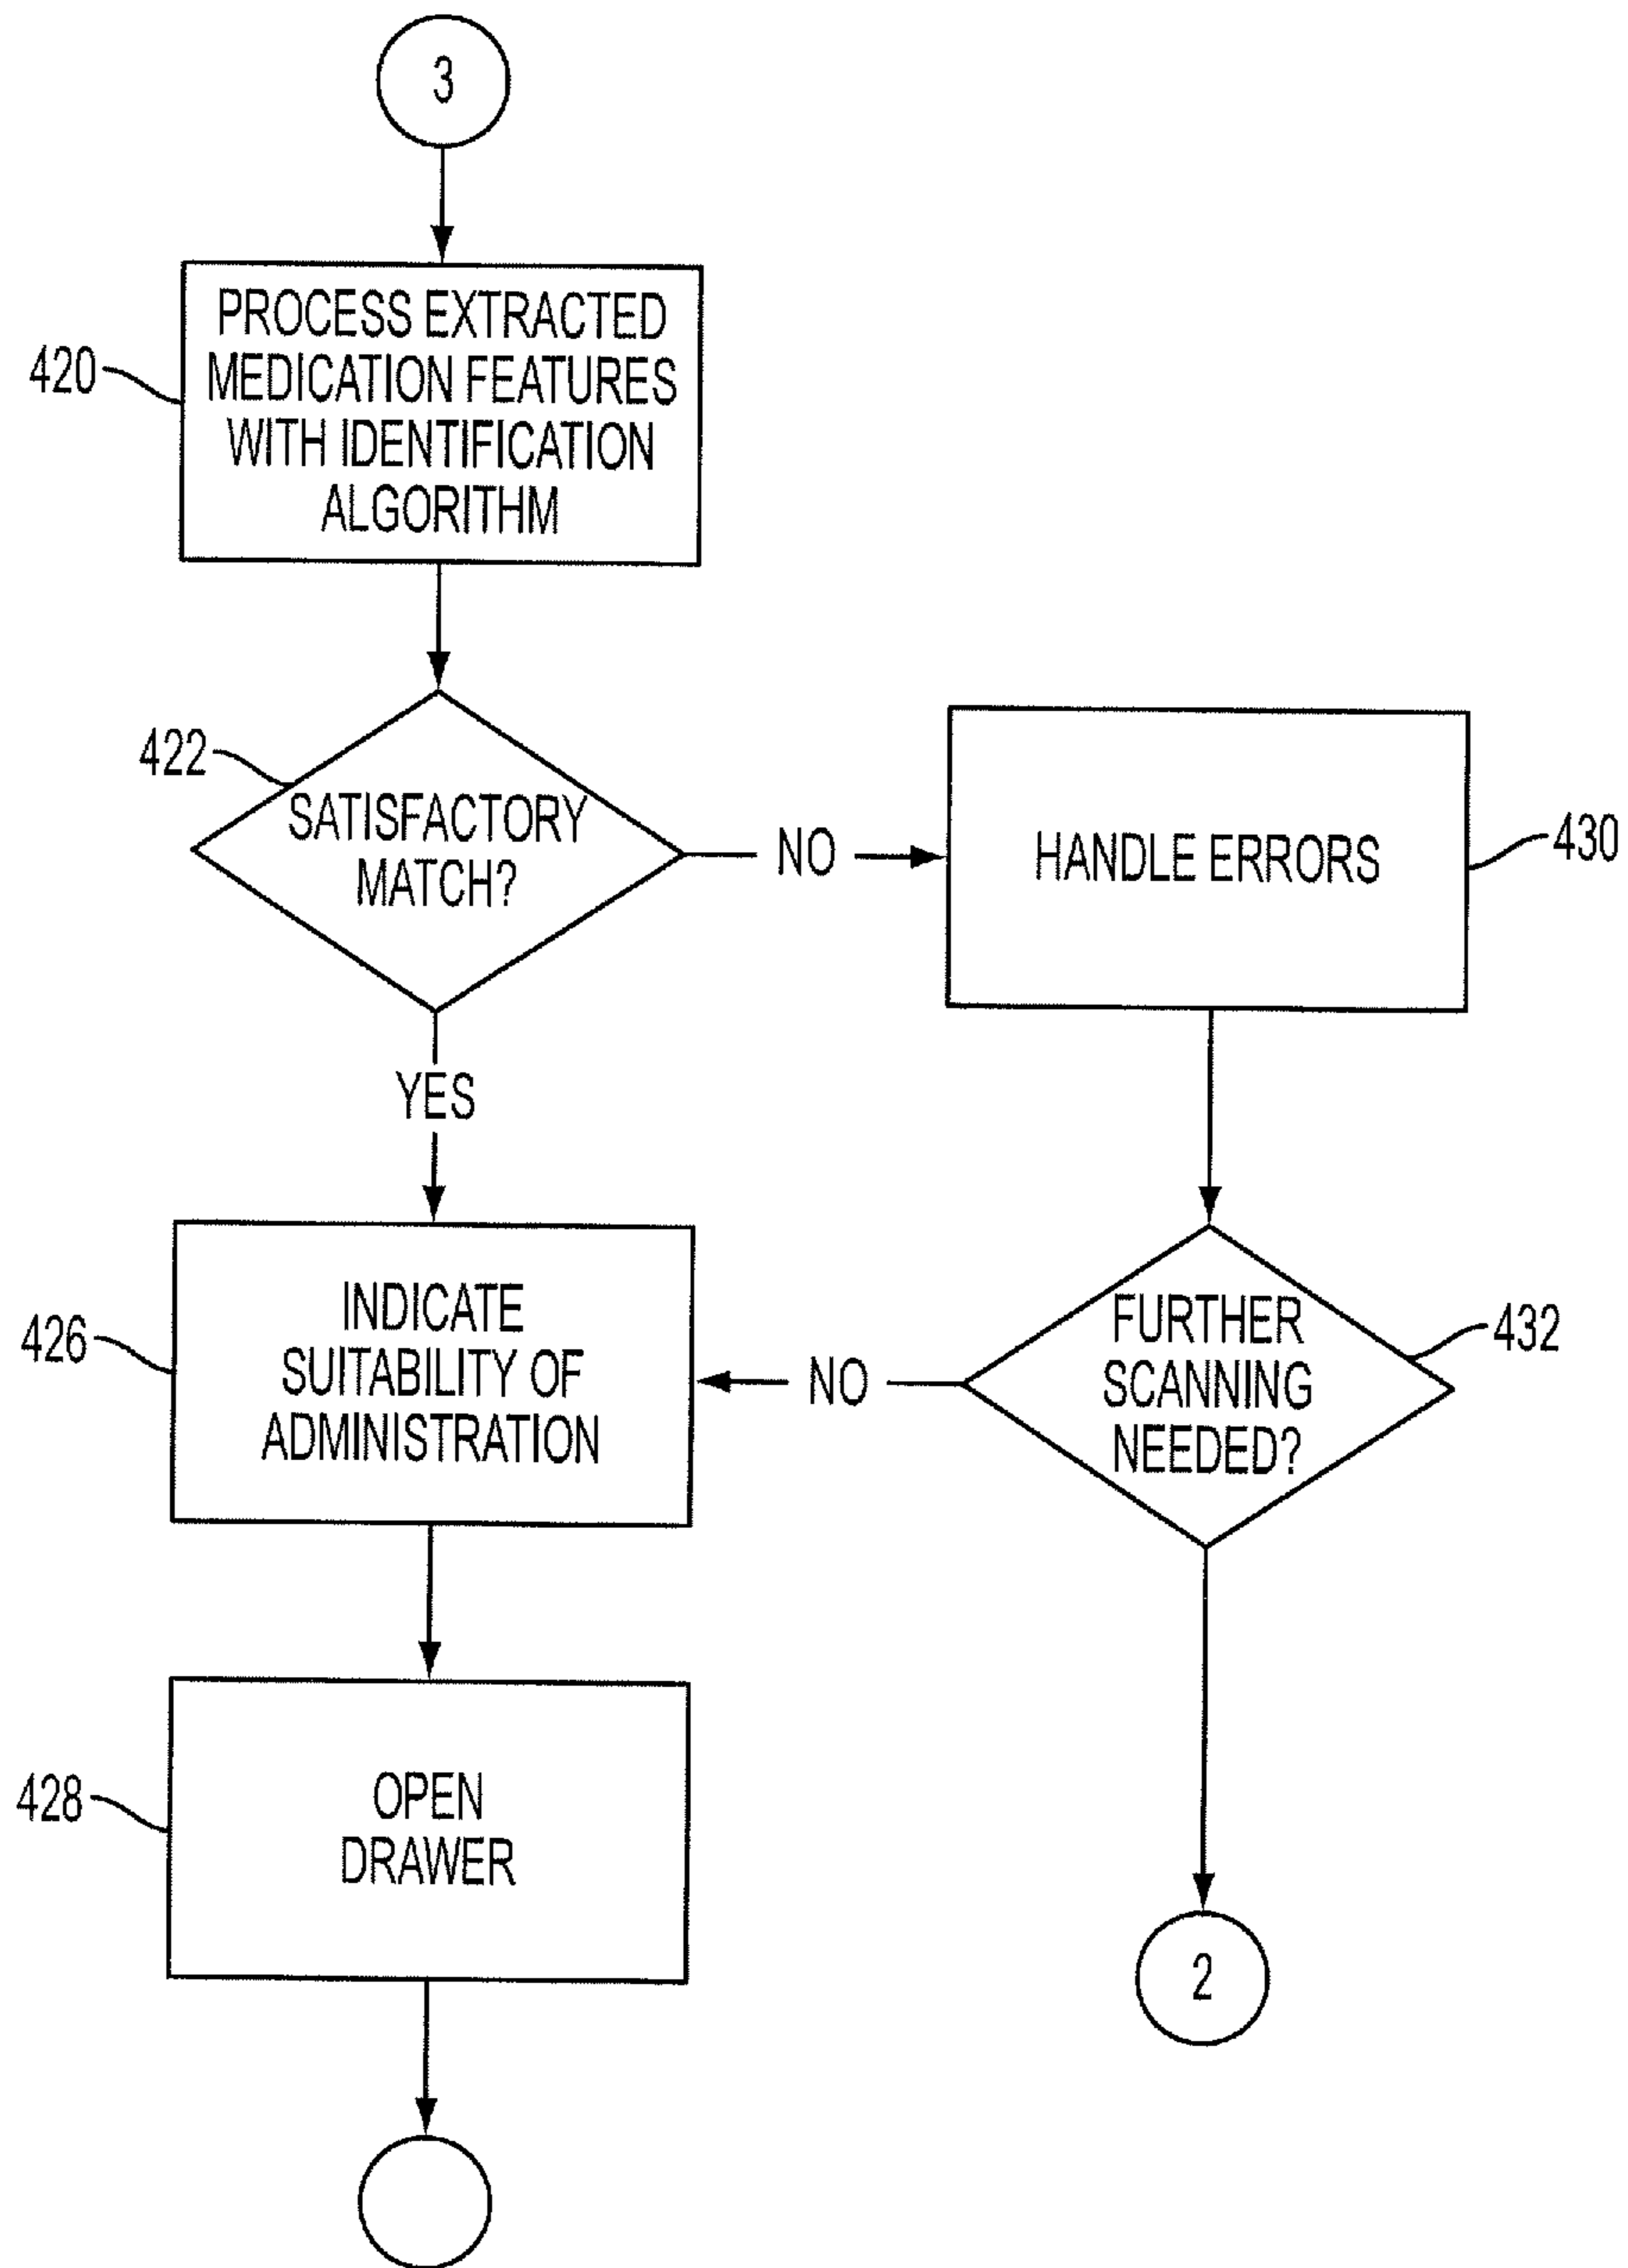 3
420
PROCESS EXTRACTED
MEDICATION FEATURES
WITH IDENTIFICATION
ALGORITHM
422
SATISFACTORY
MATCH?
NO
HANDLE ERRORS
430
YES
426
INDICATE
SUITABILITY OF
ADMINISTRATION
NO
FURTHER
SCANNING
NEEDED?
432
428
OPEN
DRAWER
2